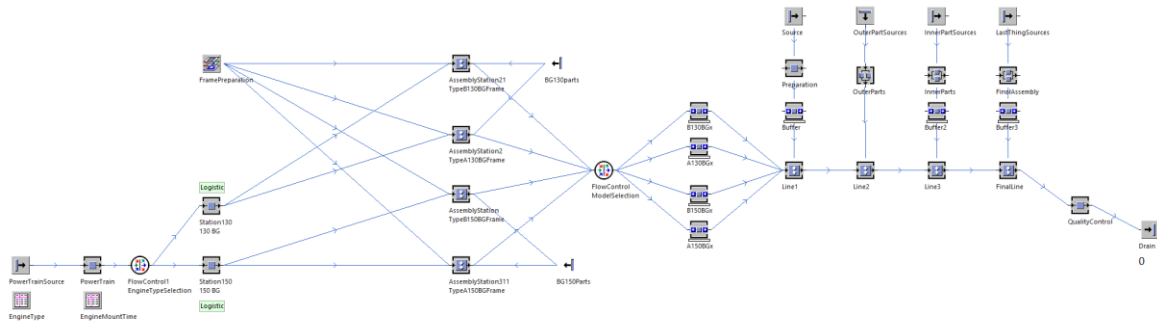 Source
OuterPartSources
InnerPartSources
LastThingSources
FramePreparation
AssemblyStation21
TypeB130BGFrame
BG130parts
Preparation
OuterParts
InnerParts
FinalAssembly
B130BGx
Buffer
Buffer2
Buffer3
AssemblyStation2
TypeA130BGFrame
A130BGx
FlowControl
ModelSelection
Line1
Line2
Line3
FinalLine
Logistic
Station130
130 BG
AssemblyStation
TypeB150BGFrame
B150BGx
A150BGx
QualityControl
Drain
0
PowerTrainSource
PowerTrain
FlowControl1
EngineTypeSelection
Station150
150 BG
AssemblyStation311
TypeA150BGFrame
BG150Parts
EngineType
EngineMountTime
Logistic